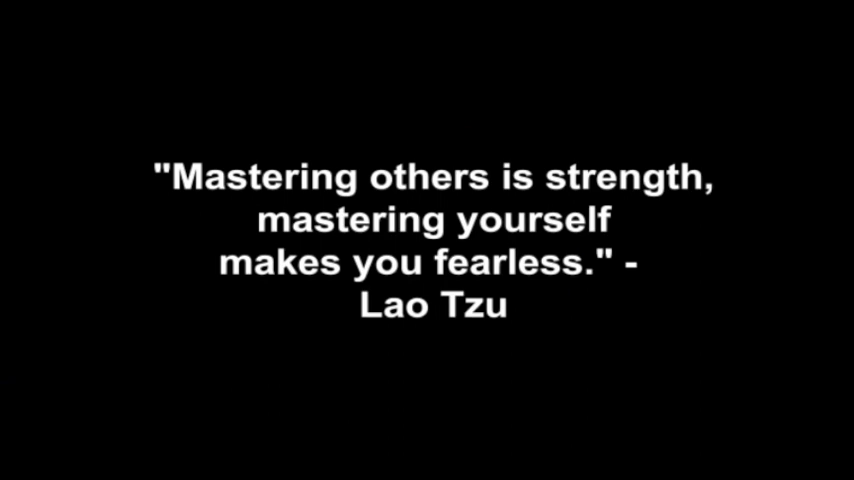 "Mastering others is strength,
mastering yourself
makes you fearless." -
Lao Tzu